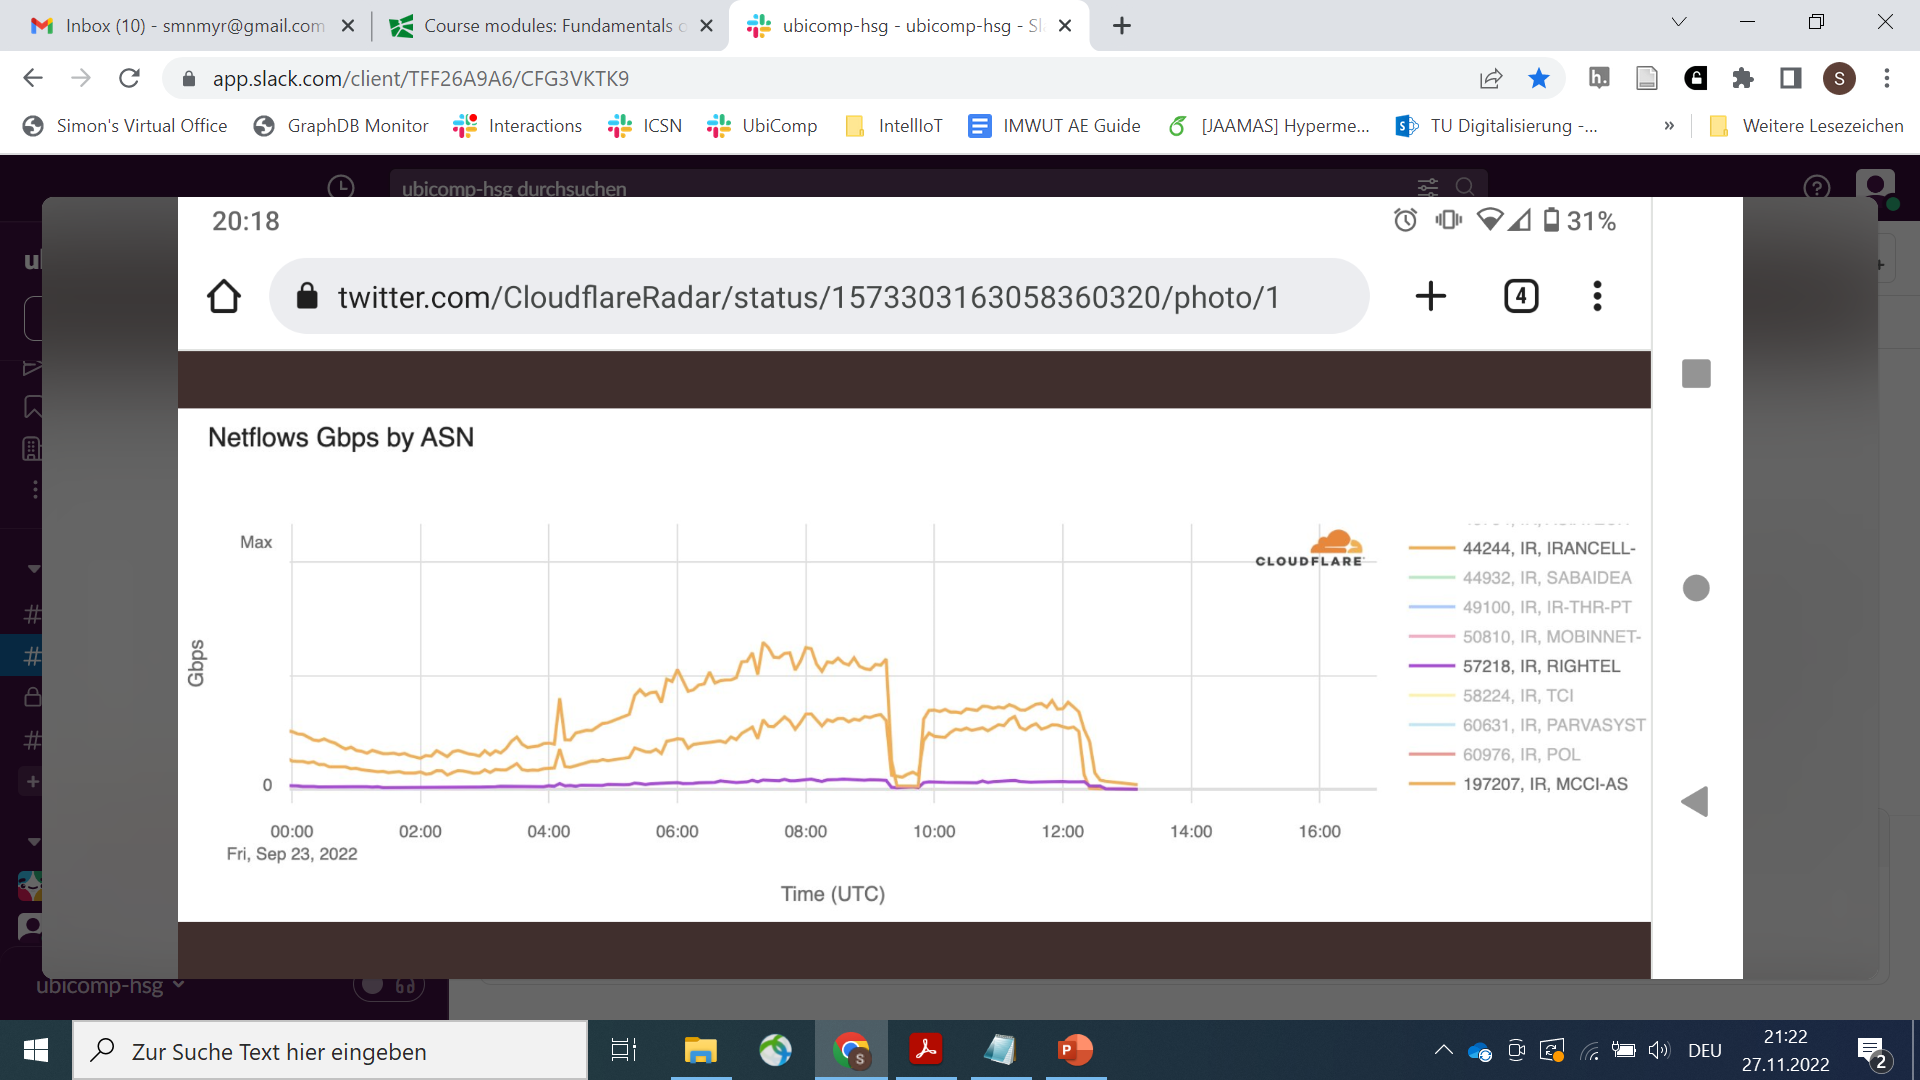 Inbox (10) - smnmyr@gmail.com
Course modules: Fundamentals o
ubicomp-hsg - ubicomp-hsg - Sl
app.slack.com/client/TFF26A9A6/CFG3VKTK9
h.
S
Simon's Virtual Office
GraphDB Monitor
Interactions
ICSN
UbiComp
IntellIoT
IMWUT AE Guide
[JAAMAS] Hyperme...
TU Digitalisierung -...
»
Weitere Lesezeichen
ubicomp-hsg durchsuchen
20:18
31%
twitter.com/CloudflareRadar/status/1573303163058360320/photo/1
4
Netflows Gbps by ASN
Max
Gbps
0
CLOUDFLARE
44244, IR, IRANCELL-
44932, IR, SABAIDEA
49100, IR, IR-THR-PT
50810, IR, MOBINNET-
57218, IR, RIGHTEL
58224, IR, TCI
60631, IR, PARVASYST
60976, IR, POL
197207, IR, MCCI-AS
00:00 02:00 04:00 06:00 08:00 10:00 12:00 14:00 16:00
Fri, Sep 23, 2022
Time (UTC)
ubicomp-hsg
Zur Suche Text hier eingeben
S
P
DEU
21:22
27.11.2022
2